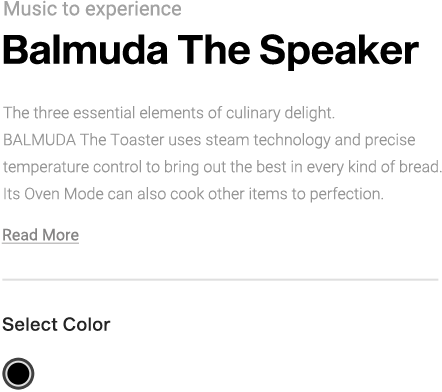 Music to experience
Balmuda The Speaker
The three essential elements of culinary delight.
BALMUDA The Toaster uses steam technology and precise
temperature control to bring out the best in every kind of bread.
Its Oven Mode can also cook other items to perfection.
Read More
Select Color